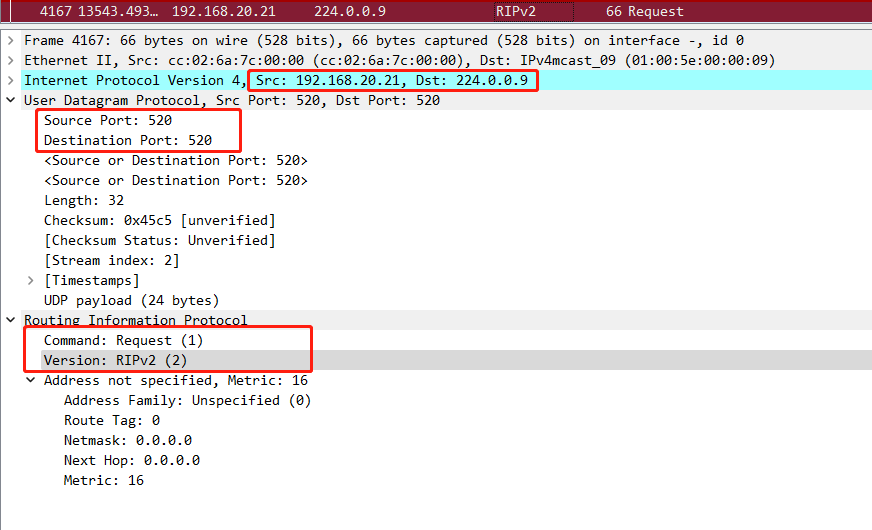 4167 13543.493… 192.168.20.21 224.0.0.9 RIPv2 66 Request
Frame 4167: 66 bytes on wire (528 bits), 66 bytes captured (528 bits) on interface -, id 0
Ethernet II, Src: cc:02:6a:7c:00:00 (cc:02:6a:7c:00:00), Dst: IPv4mcast_09 (01:00:5e:00:00:09)
Internet Protocol Version 4, Src: 192.168.20.21, Dst: 224.0.0.9
User Datagram Protocol, Src Port: 520, Dst Port: 520
Source Port: 520
Destination Port: 520
<Source or Destination Port: 520>
<Source or Destination Port: 520>
Length: 32
Checksum: 0x45c5 [unverified]
[Checksum Status: Unverified]
[Stream index: 2]
[Timestamps]
UDP payload (24 bytes)
Routing Information Protocol
Command: Request (1)
Version: RIPv2 (2)
Address not specified, Metric: 16
Address Family: Unspecified (0)
Route Tag: 0
Netmask: 0.0.0.0
Next Hop: 0.0.0.0
Metric: 16